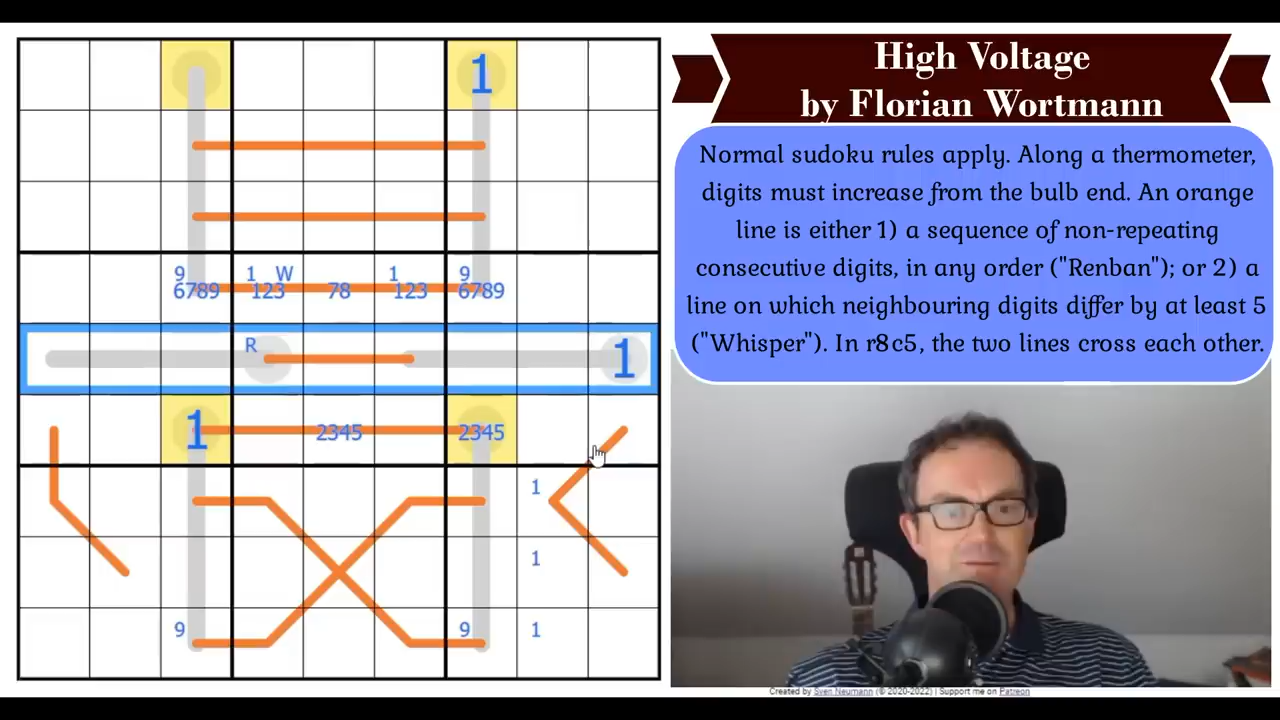 High Voltage
by Florian Wortmann
Normal sudoku rules apply. Along a thermometer,
digits must increase from the bulb end. An orange
line is either 1) a sequence of non-repeating
consecutive digits, in any order ("Renban"); or 2) a
line on which neighbouring digits differ by at least 5
("Whisper"). In r8c5, the two lines cross each other.
1
9 1 W 1 9
6789 123 78 123 6789
R 1
1 2345 2345
1
1
9 9 1
Created by Sven Neumann (© 2020-2022) | Support me on Patreon